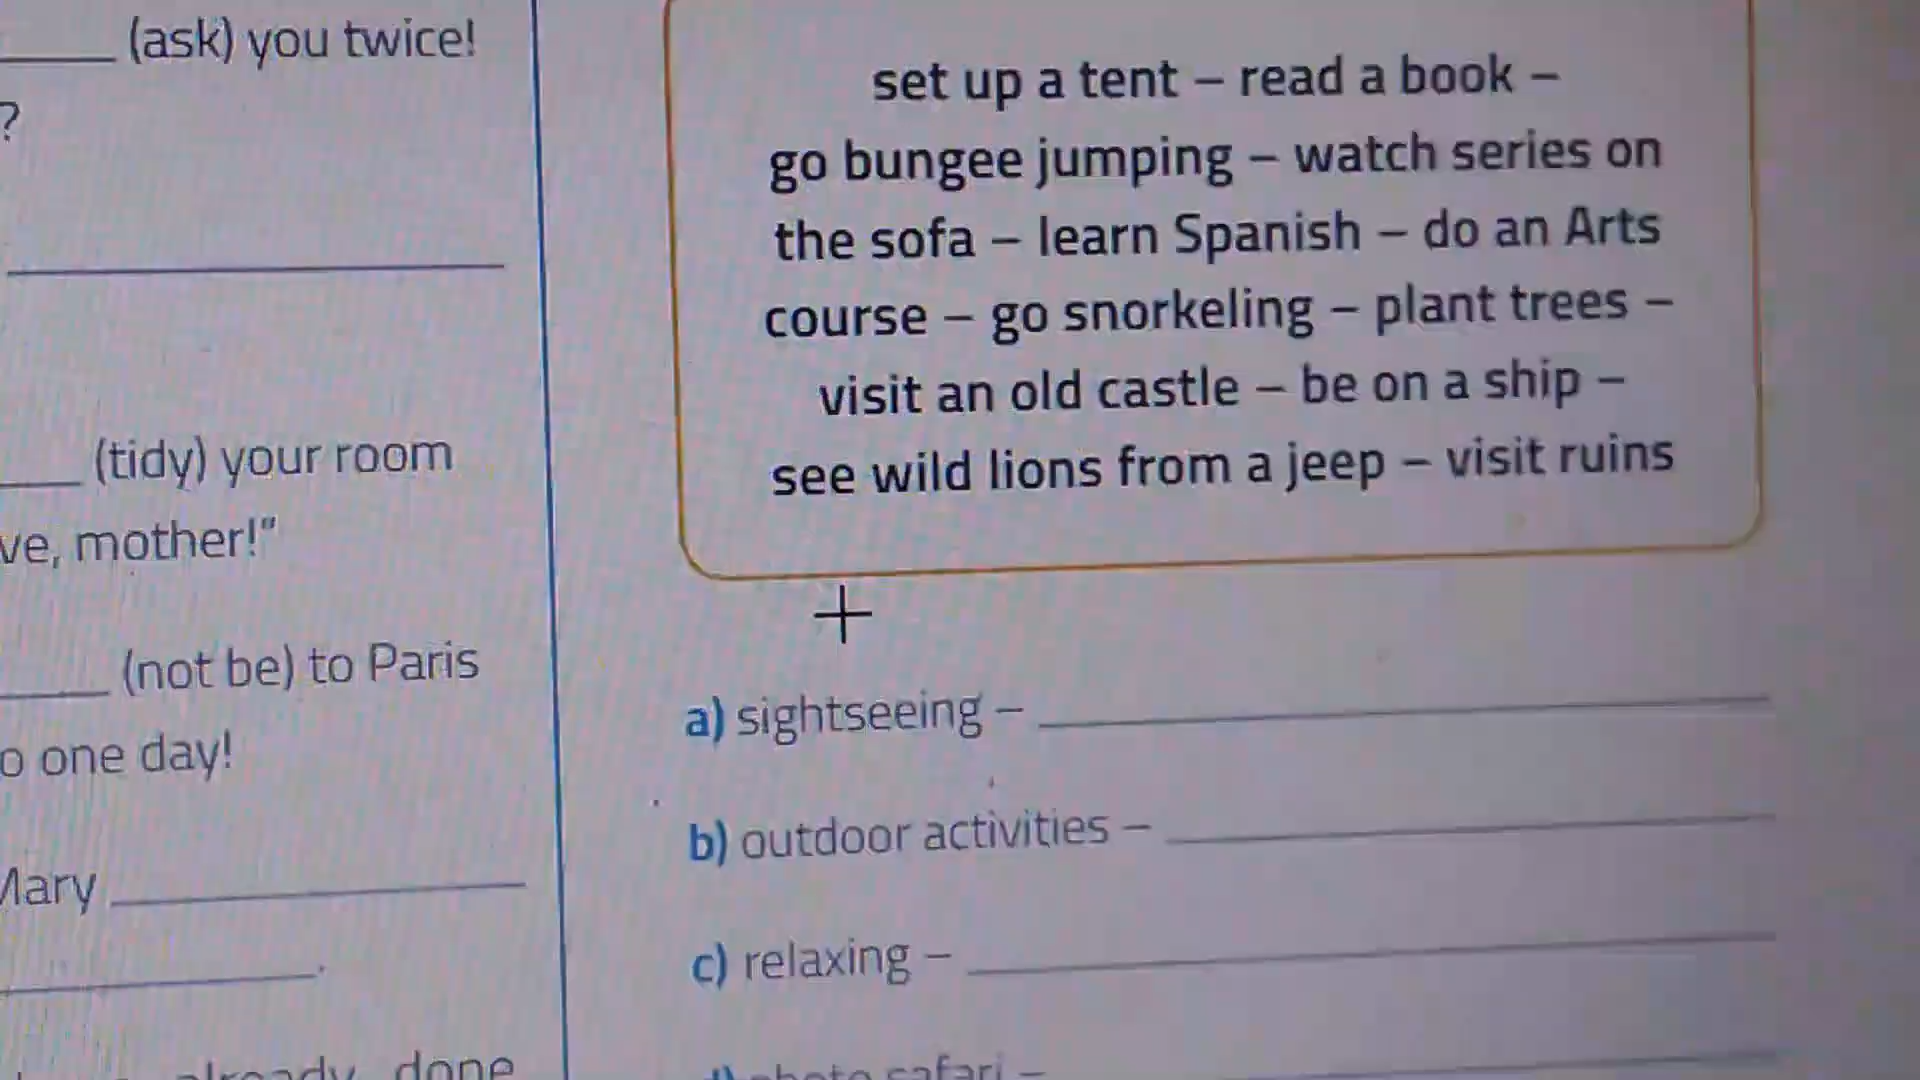 (ask) you twice!
?
(tidy) your room
ve, mother!"
(not be) to Paris
o one day!
Mary
already done
set up a tent – read a book –
go bungee jumping – watch series on
the sofa – learn Spanish – do an Arts
course – go snorkeling – plant trees –
visit an old castle – be on a ship –
see wild lions from a jeep – visit ruins
a) sightseeing –
b) outdoor activities –
c) relaxing –
d) photo safari –